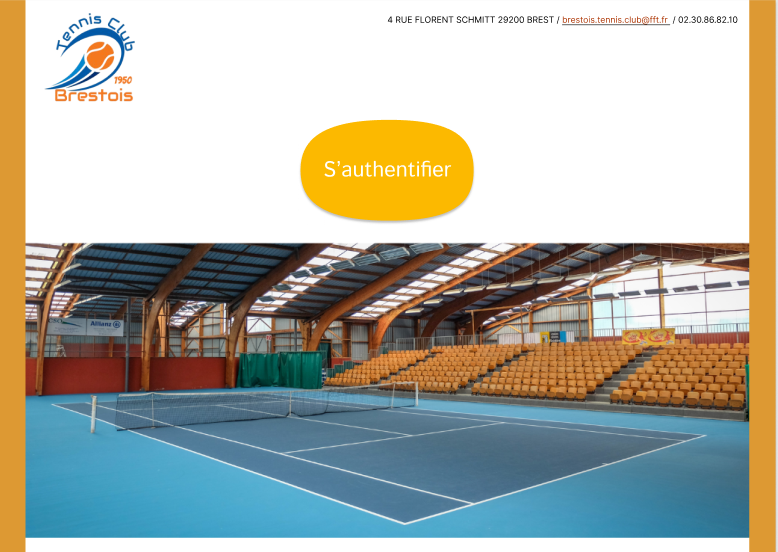 4 RUE FLORENT SCHMITT 29200 BREST / brestois.tennis.club@fft.fr / 02.30.86.82.10
Tennis Club
1950
Brestois
S'authentifier
Allianz